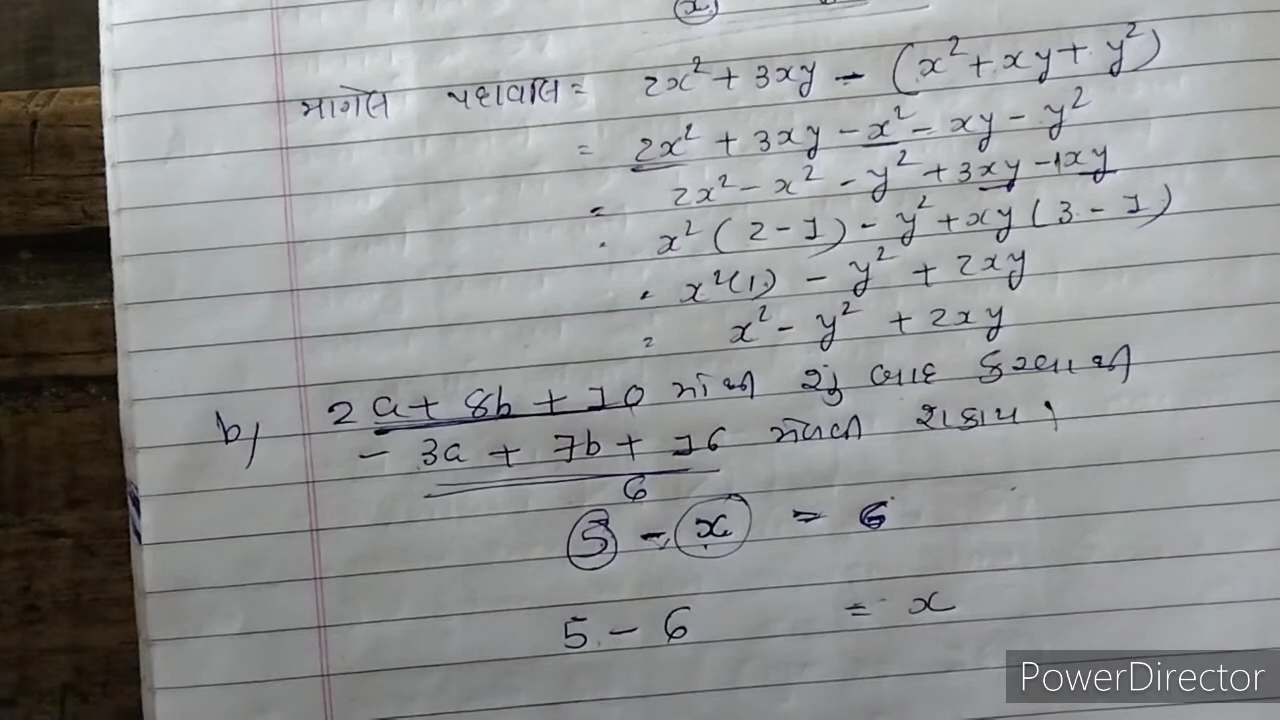 x
માગેલ પદાવલિ = 2x² + 3xy - (x² + xy + y²)
= 2x² + 3xy - x² - xy - y²
= 2x² - x² - y² + 3xy - 1xy
x² (2 - 1) - y² + xy (3 - 1)
x²(1) - y² + 2xy
= x² - y² + 2xy
b) 2a + 8b + 10 માંથી શું બાદ કરવાથી
- 3a + 7b + 16 મેળવી શકાય ।
6
5 - x = 6
5 - 6 = x
PowerDirector